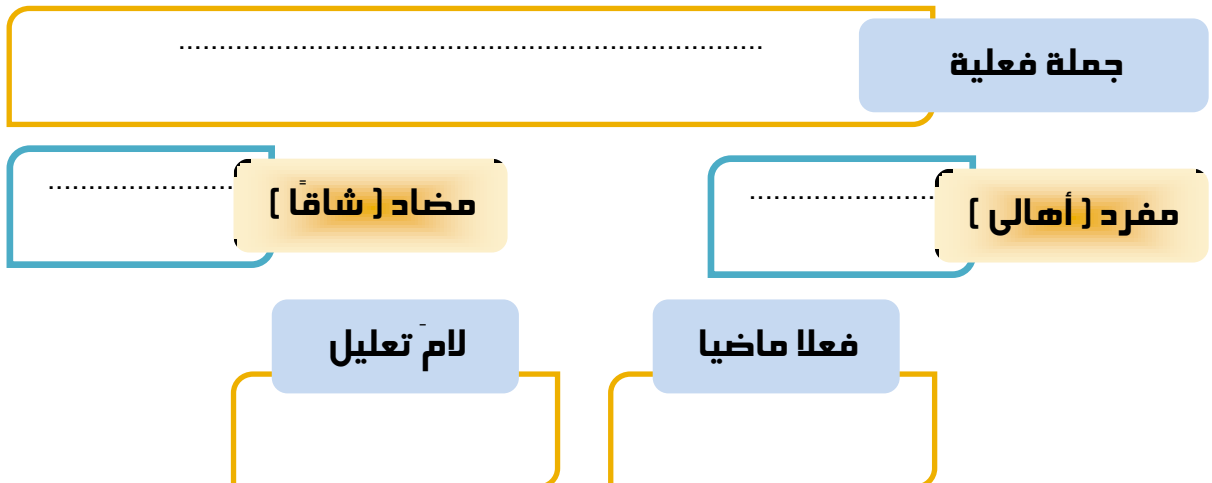 جملة فعلية ......................................................................
مفرد ( أهالى ) ......................
مضاد ( شاقًا ) ......................
فعلا ماضيا
لامَ تعليل